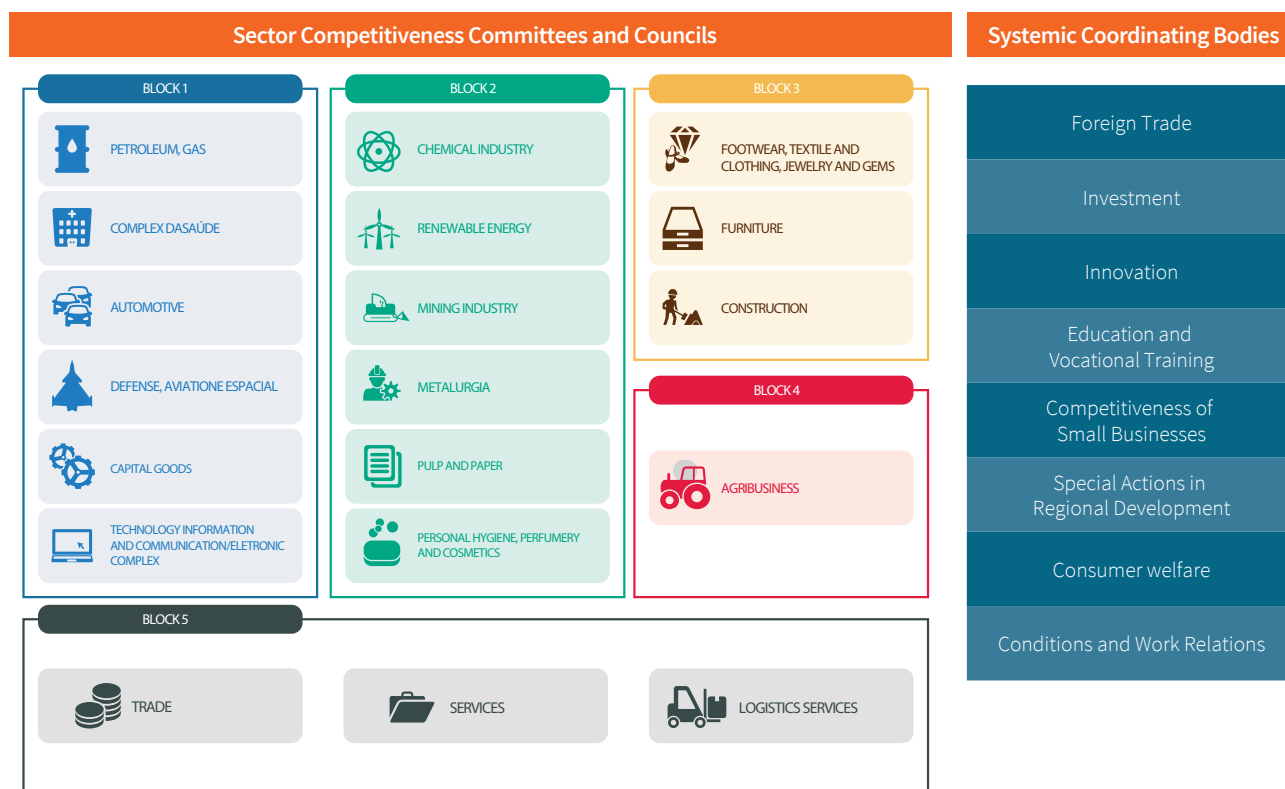 Sector Competitiveness Committees and Councils
BLOCK 1
PETROLEUM, GAS
COMPLEX DASAÚDE
AUTOMOTIVE
DEFENSE, AVIATIONE ESPACIAL
CAPITAL GOODS
TECHNOLOGY INFORMATION
AND COMMUNICATION/ELETRONIC
COMPLEX
BLOCK 2
CHEMICAL INDUSTRY
RENEWABLE ENERGY
MINING INDUSTRY
METALURGIA
PULP AND PAPER
PERSONAL HYGIENE, PERFUMERY
AND COSMETICS
BLOCK 3
FOOTWEAR, TEXTILE AND
CLOTHING, JEWELRY AND GEMS
FURNITURE
CONSTRUCTION
BLOCK 4
AGRIBUSINESS
BLOCK 5
TRADE
SERVICES
LOGISTICS SERVICES
Systemic Coordinating Bodies
Foreign Trade
Investment
Innovation
Education and
Vocational Training
Competitiveness of
Small Businesses
Special Actions in
Regional Development
Consumer welfare
Conditions and Work Relations